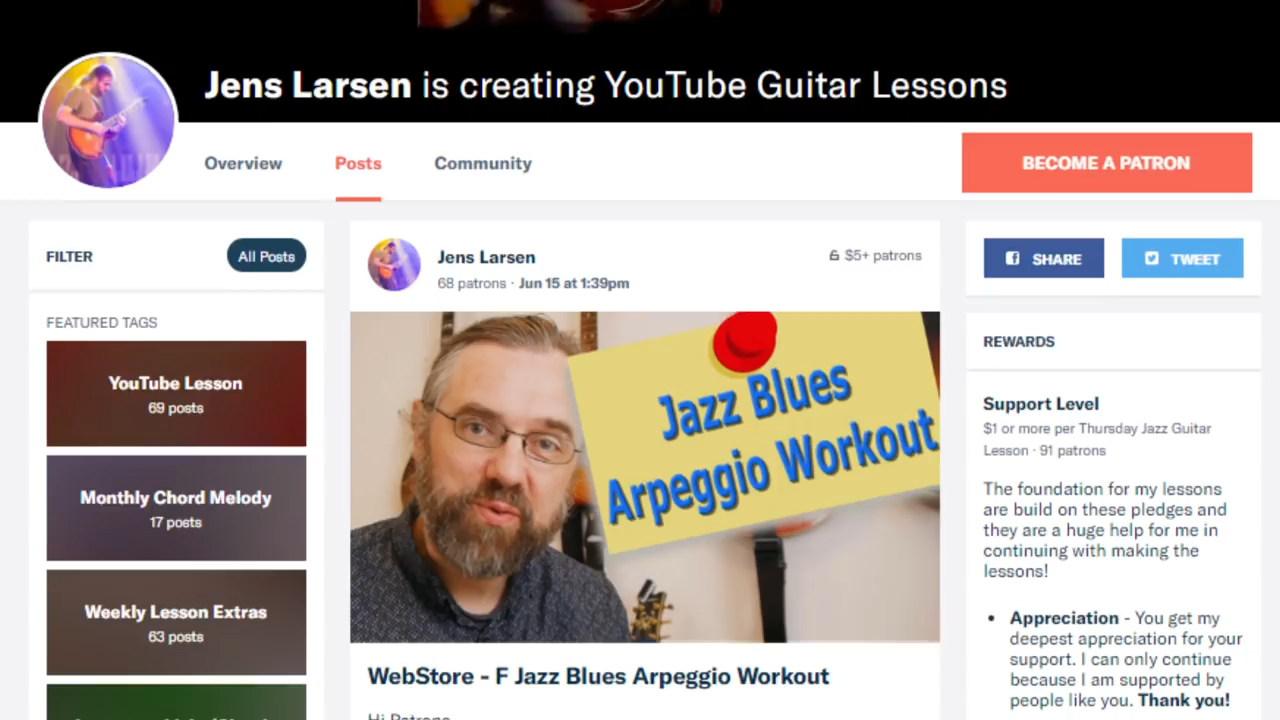 Jens Larsen is creating YouTube Guitar Lessons
Overview
Posts
Community
BECOME A PATRON
FILTER
All Posts
FEATURED TAGS
YouTube Lesson
69 posts
Monthly Chord Melody
17 posts
Weekly Lesson Extras
63 posts
Jens Larsen
$5+ patrons
68 patrons · Jun 15 at 1:39pm
Jazz Blues
Arpeggio Workout
WebStore - F Jazz Blues Arpeggio Workout
SHARE
TWEET
REWARDS
Support Level
$1 or more per Thursday Jazz Guitar
Lesson · 91 patrons
The foundation for my lessons
are build on these pledges and
they are a huge help for me in
continuing with making the
lessons!
• Appreciation - You get my
deepest appreciation for your
support. I can only continue
because I am supported by
people like you. Thank you!